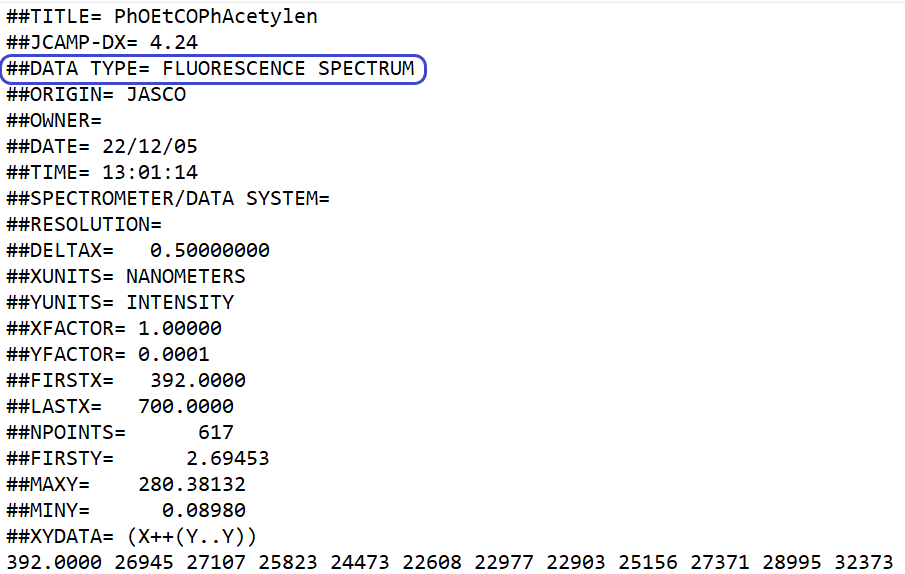 ##TITLE= PhOEtCOPhAcetylen
##JCAMP-DX= 4.24
##DATA TYPE= FLUORESCENCE SPECTRUM
##ORIGIN= JASCO
##OWNER=
##DATE= 22/12/05
##TIME= 13:01:14
##SPECTROMETER/DATA SYSTEM=
##RESOLUTION=
##DELTAX=   0.50000000
##XUNITS= NANOMETERS
##YUNITS= INTENSITY
##XFACTOR= 1.00000
##YFACTOR= 0.0001
##FIRSTX=   392.0000
##LASTX=   700.0000
##NPOINTS=      617
##FIRSTY=      2.69453
##MAXY=    280.38132
##MINY=      0.08980
##XYDATA= (X++(Y..Y))
392.0000 26945 27107 25823 24473 22608 22977 22903 25156 27371 28995 32373